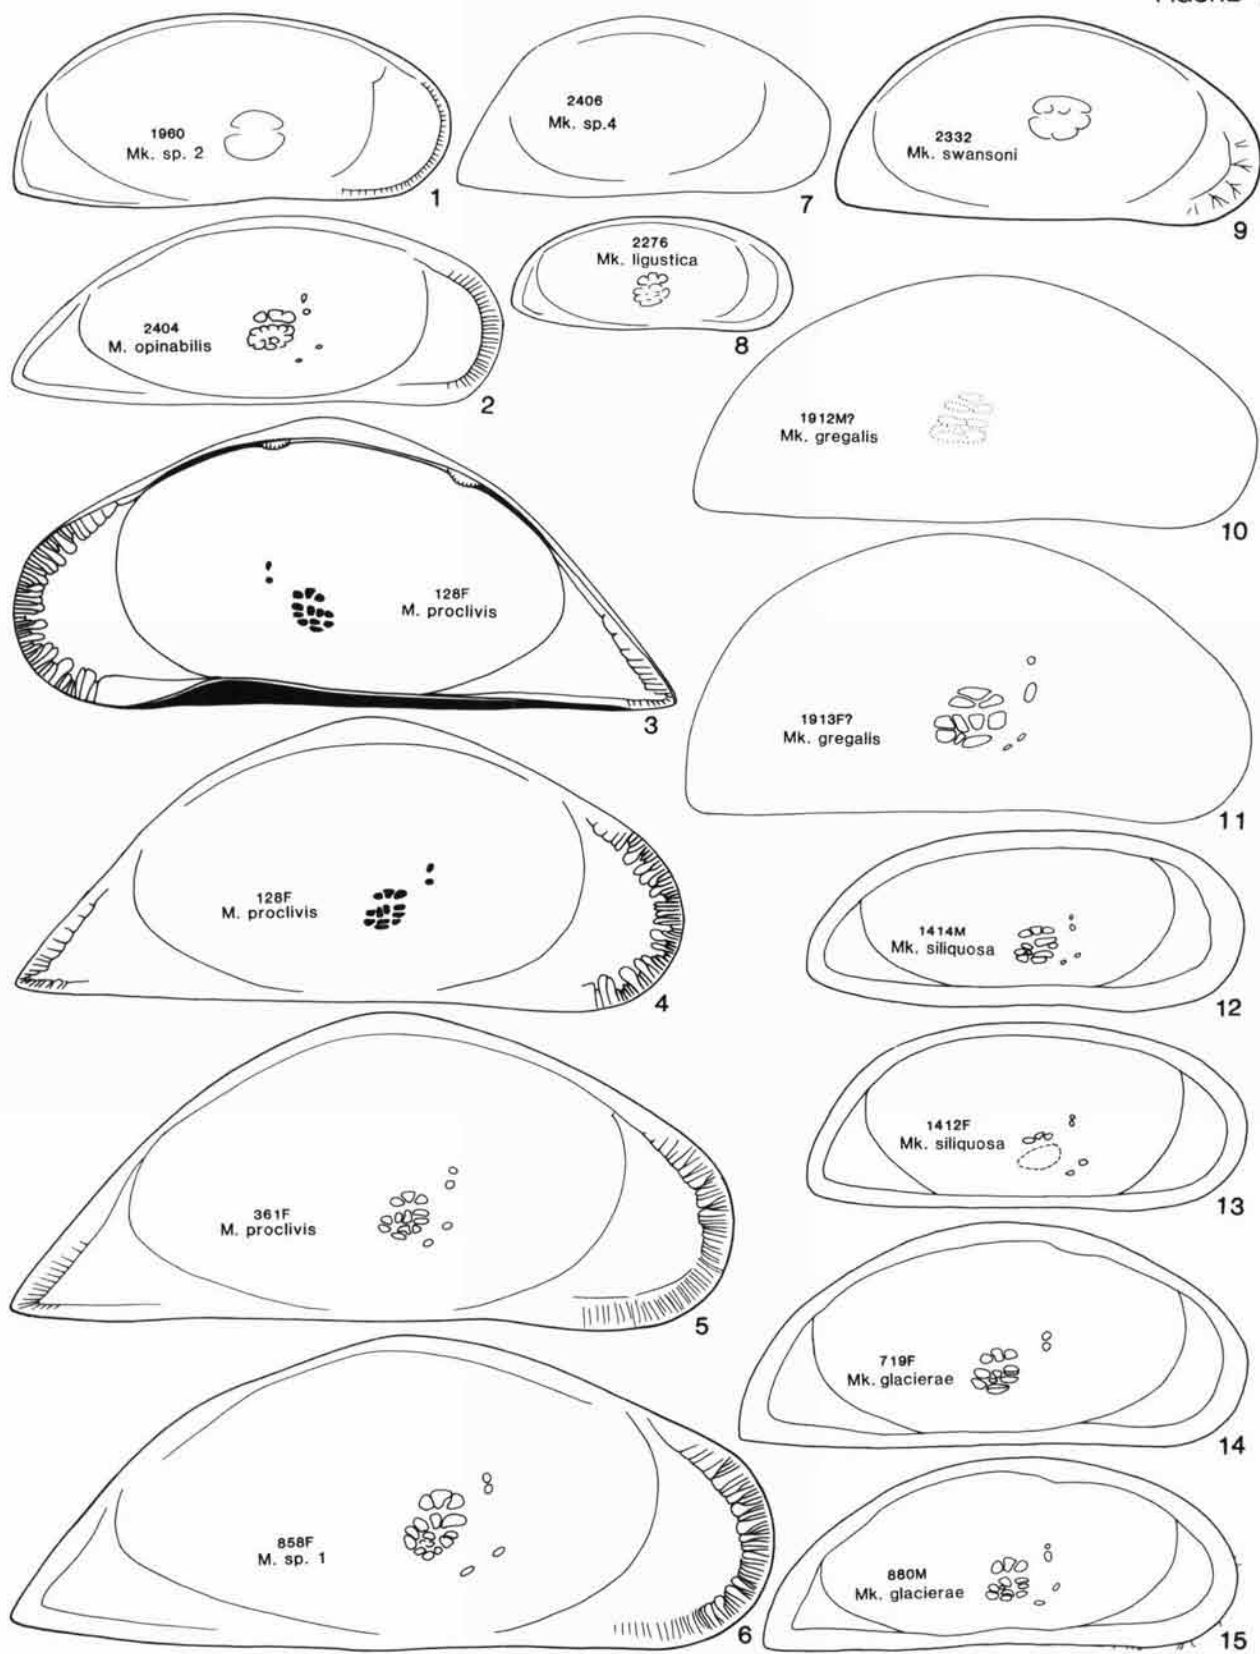 1960
Mk. sp. 2
1
2404
M. opinabilis
2
128F
M. proclivis
3
128F
M. proclivis
4
361F
M. proclivis
5
858F
M. sp. 1
6
2406
Mk. sp.4
7
2276
Mk. ligustica
8
2332
Mk. swansoni
9
1912M?
Mk. gregalis
10
1913F?
Mk. gregalis
11
1414M
Mk. siliquosa
12
1412F
Mk. siliquosa
13
719F
Mk. glacierae
14
880M
Mk. glacierae
15